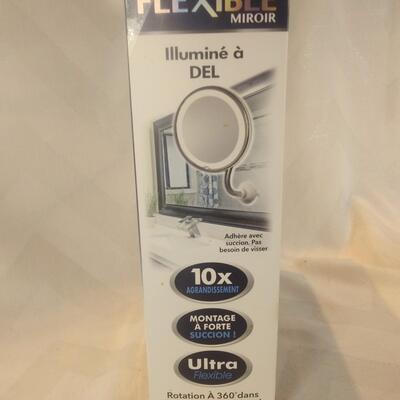 FLEXIBLE
MIROIR
Illuminé à
DEL
Adhère avec
succion. Pas
besoin de visser
10x
AGRANDISSEMENT
MONTAGE
À FORTE
SUCCION !
Ultra
Flexible
Rotation À 360° dans